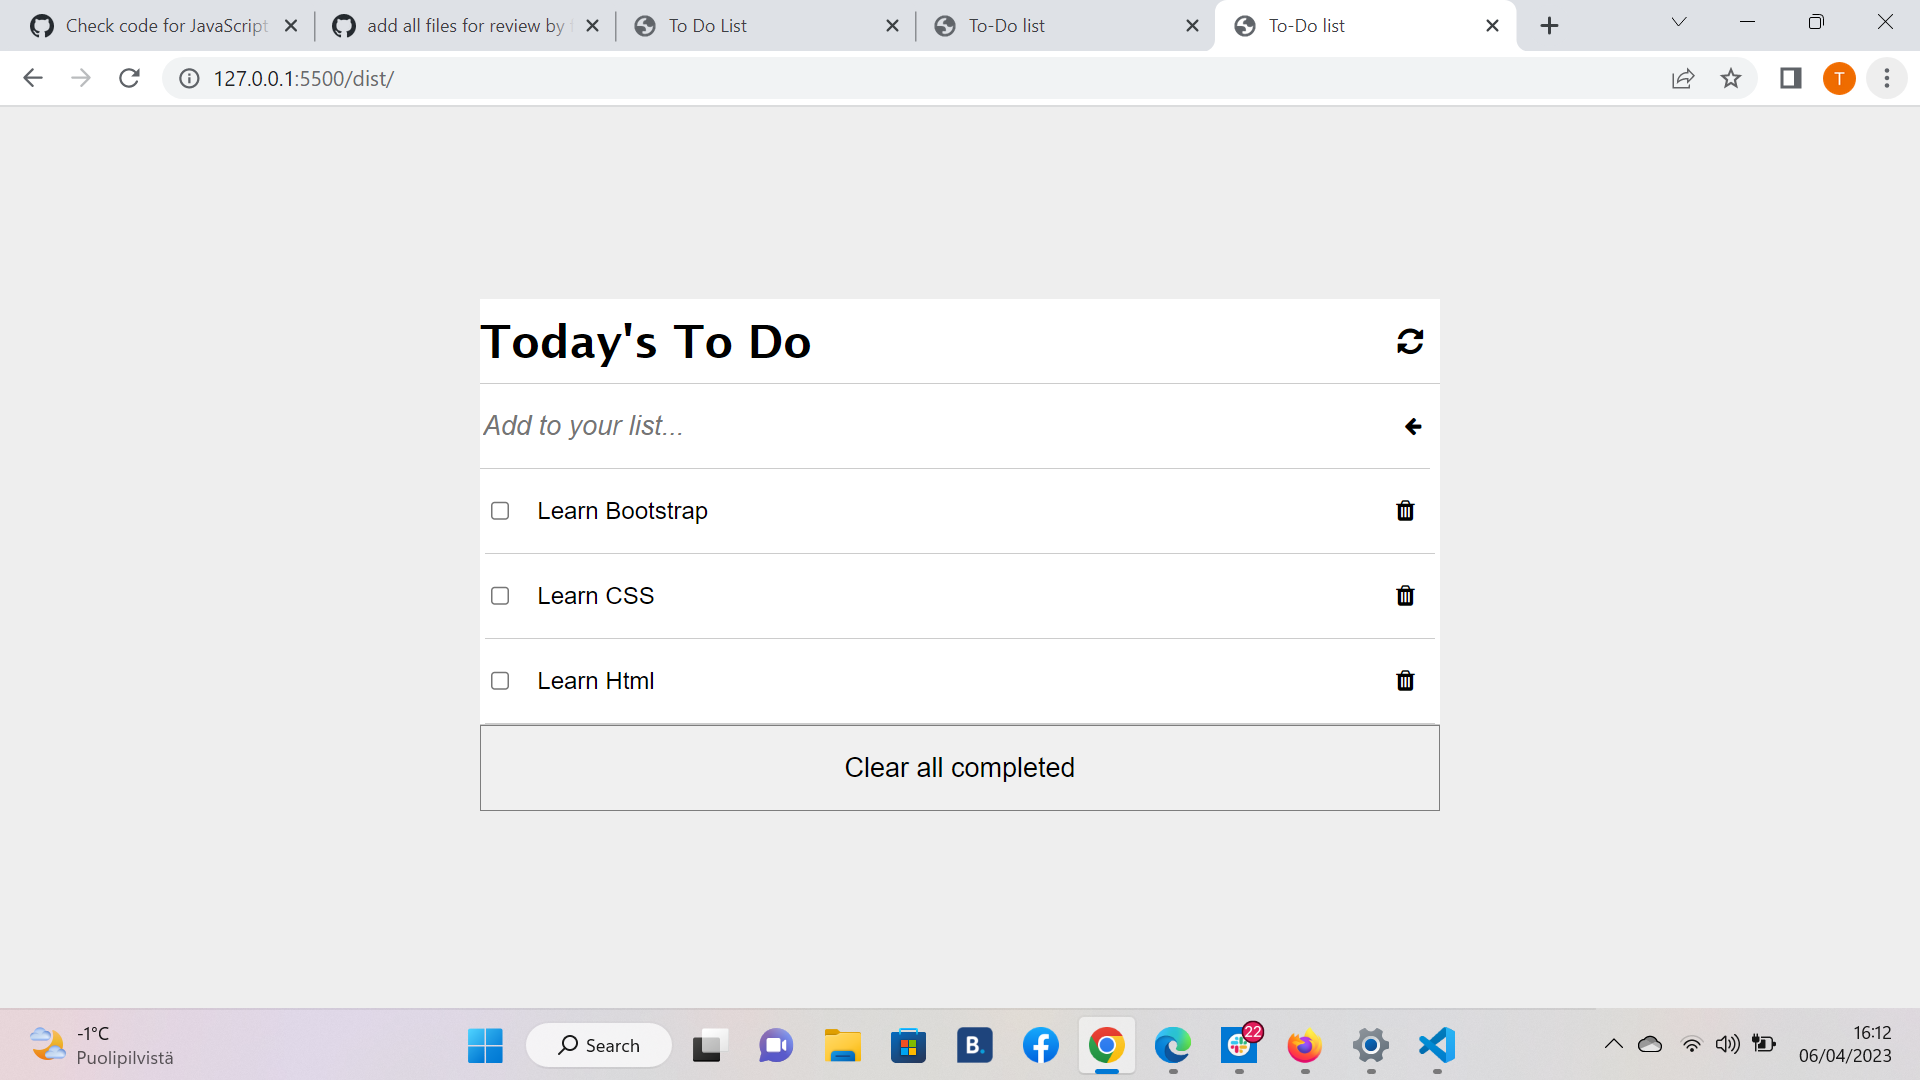 Check code for JavaScript
add all files for review by
To Do List
To-Do list
To-Do list
127.0.0.1:5500/dist/
T
Today's To Do
Add to your list...
Learn Bootstrap
Learn CSS
Learn Html
Clear all completed
-1°C
Puolipilvistä
Search
B.
22
16:12
06/04/2023